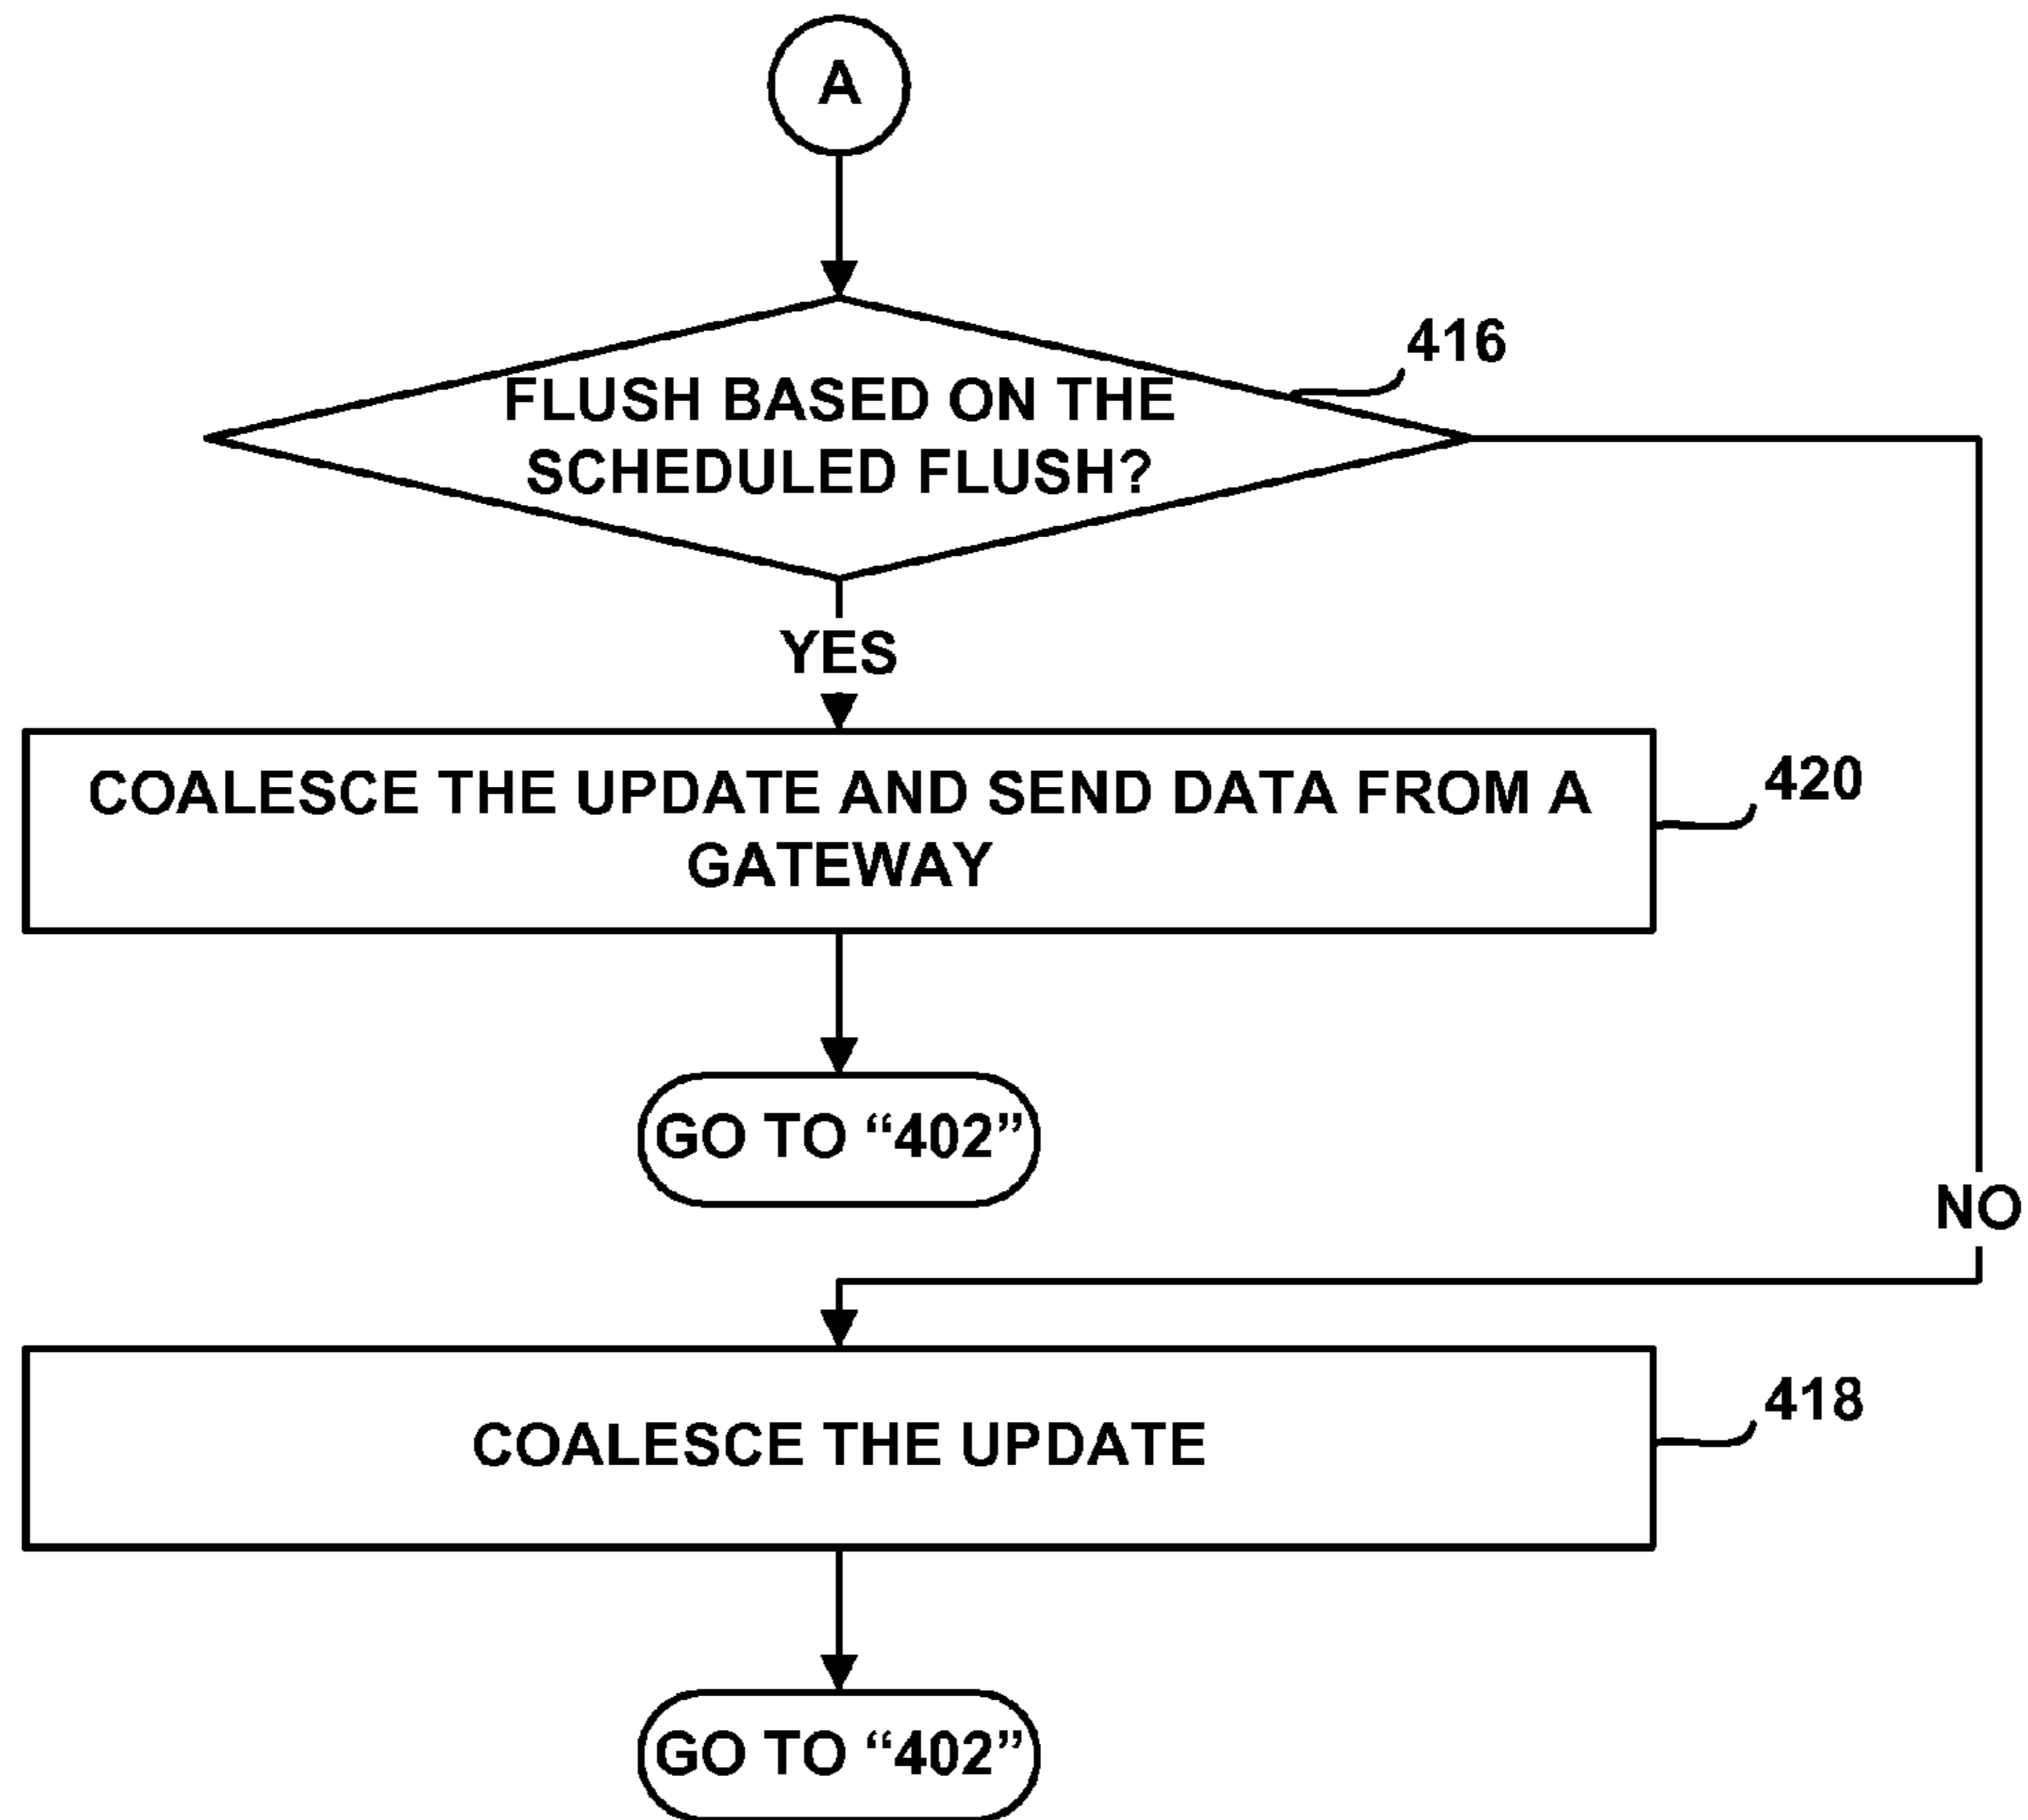 A
416
FLUSH BASED ON THE
SCHEDULED FLUSH?
YES
COALESCE THE UPDATE AND SEND DATA FROM A
GATEWAY
420
GO TO “402”
NO
COALESCE THE UPDATE
418
GO TO “402”